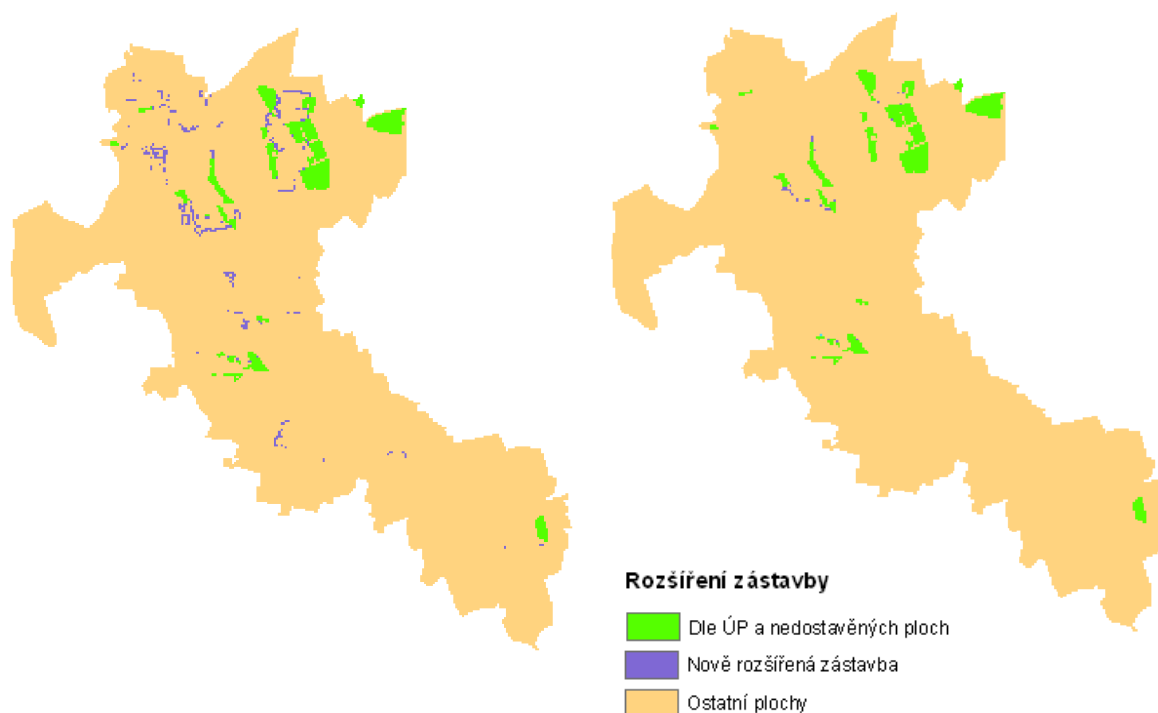 Rozšíření zástavby
Dle ÚP a nedostavěných ploch
Nově rozšířená zástavba
Ostatní plochy